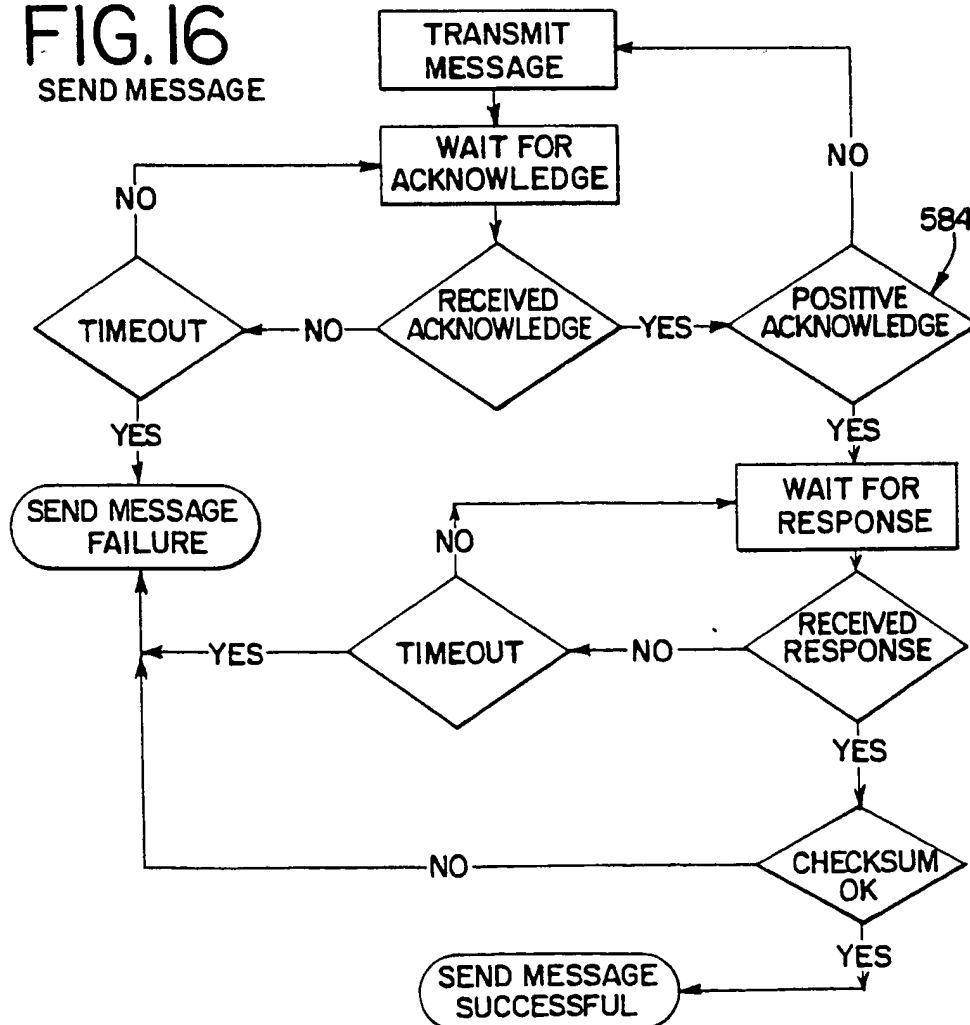 FIG.16
SEND MESSAGE
TRANSMIT
MESSAGE
WAIT FOR
ACKNOWLEDGE
NO
NO
584
RECEIVED
ACKNOWLEDGE
POSITIVE
ACKNOWLEDGE
TIMEOUT
NO
YES
YES
YES
SEND MESSAGE
FAILURE
WAIT FOR
RESPONSE
NO
RECEIVED
RESPONSE
YES
TIMEOUT
NO
YES
NO
CHECKSUM
OK
YES
SEND MESSAGE
SUCCESSFUL